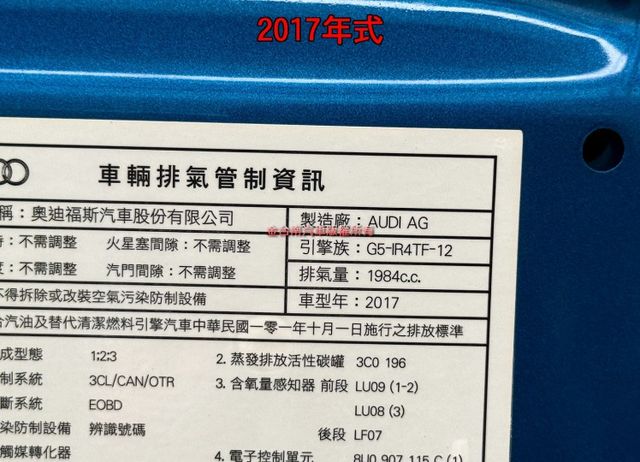 2017年式
車輛排氣管制資訊
稱：奧迪福斯汽車股份有限公司 製造廠：AUDI AG
：不需調整 火星塞間隙：不需調整 引擎族：G5-IR4TF-12
度：不需調整 汽門間隙：不需調整 排氣量：1984c.c.
不得拆除或改裝空氣污染防制設備 車型年：2017
合汽油及替代清潔燃料引擎汽車中華民國一○一年十月一日施行之排放標準
成型態 1;2;3 2. 蒸發排放活性碳罐 3C0 196
制系統 3CL/CAN/OTR 3. 含氧量感知器 前段 LU09 (1-2)
斷系統 EOBD LU08 (3)
染防制設備 辨識號碼 後段 LF07
觸媒轉化器 4. 電子控制單元 8U0 907 115 C (1)